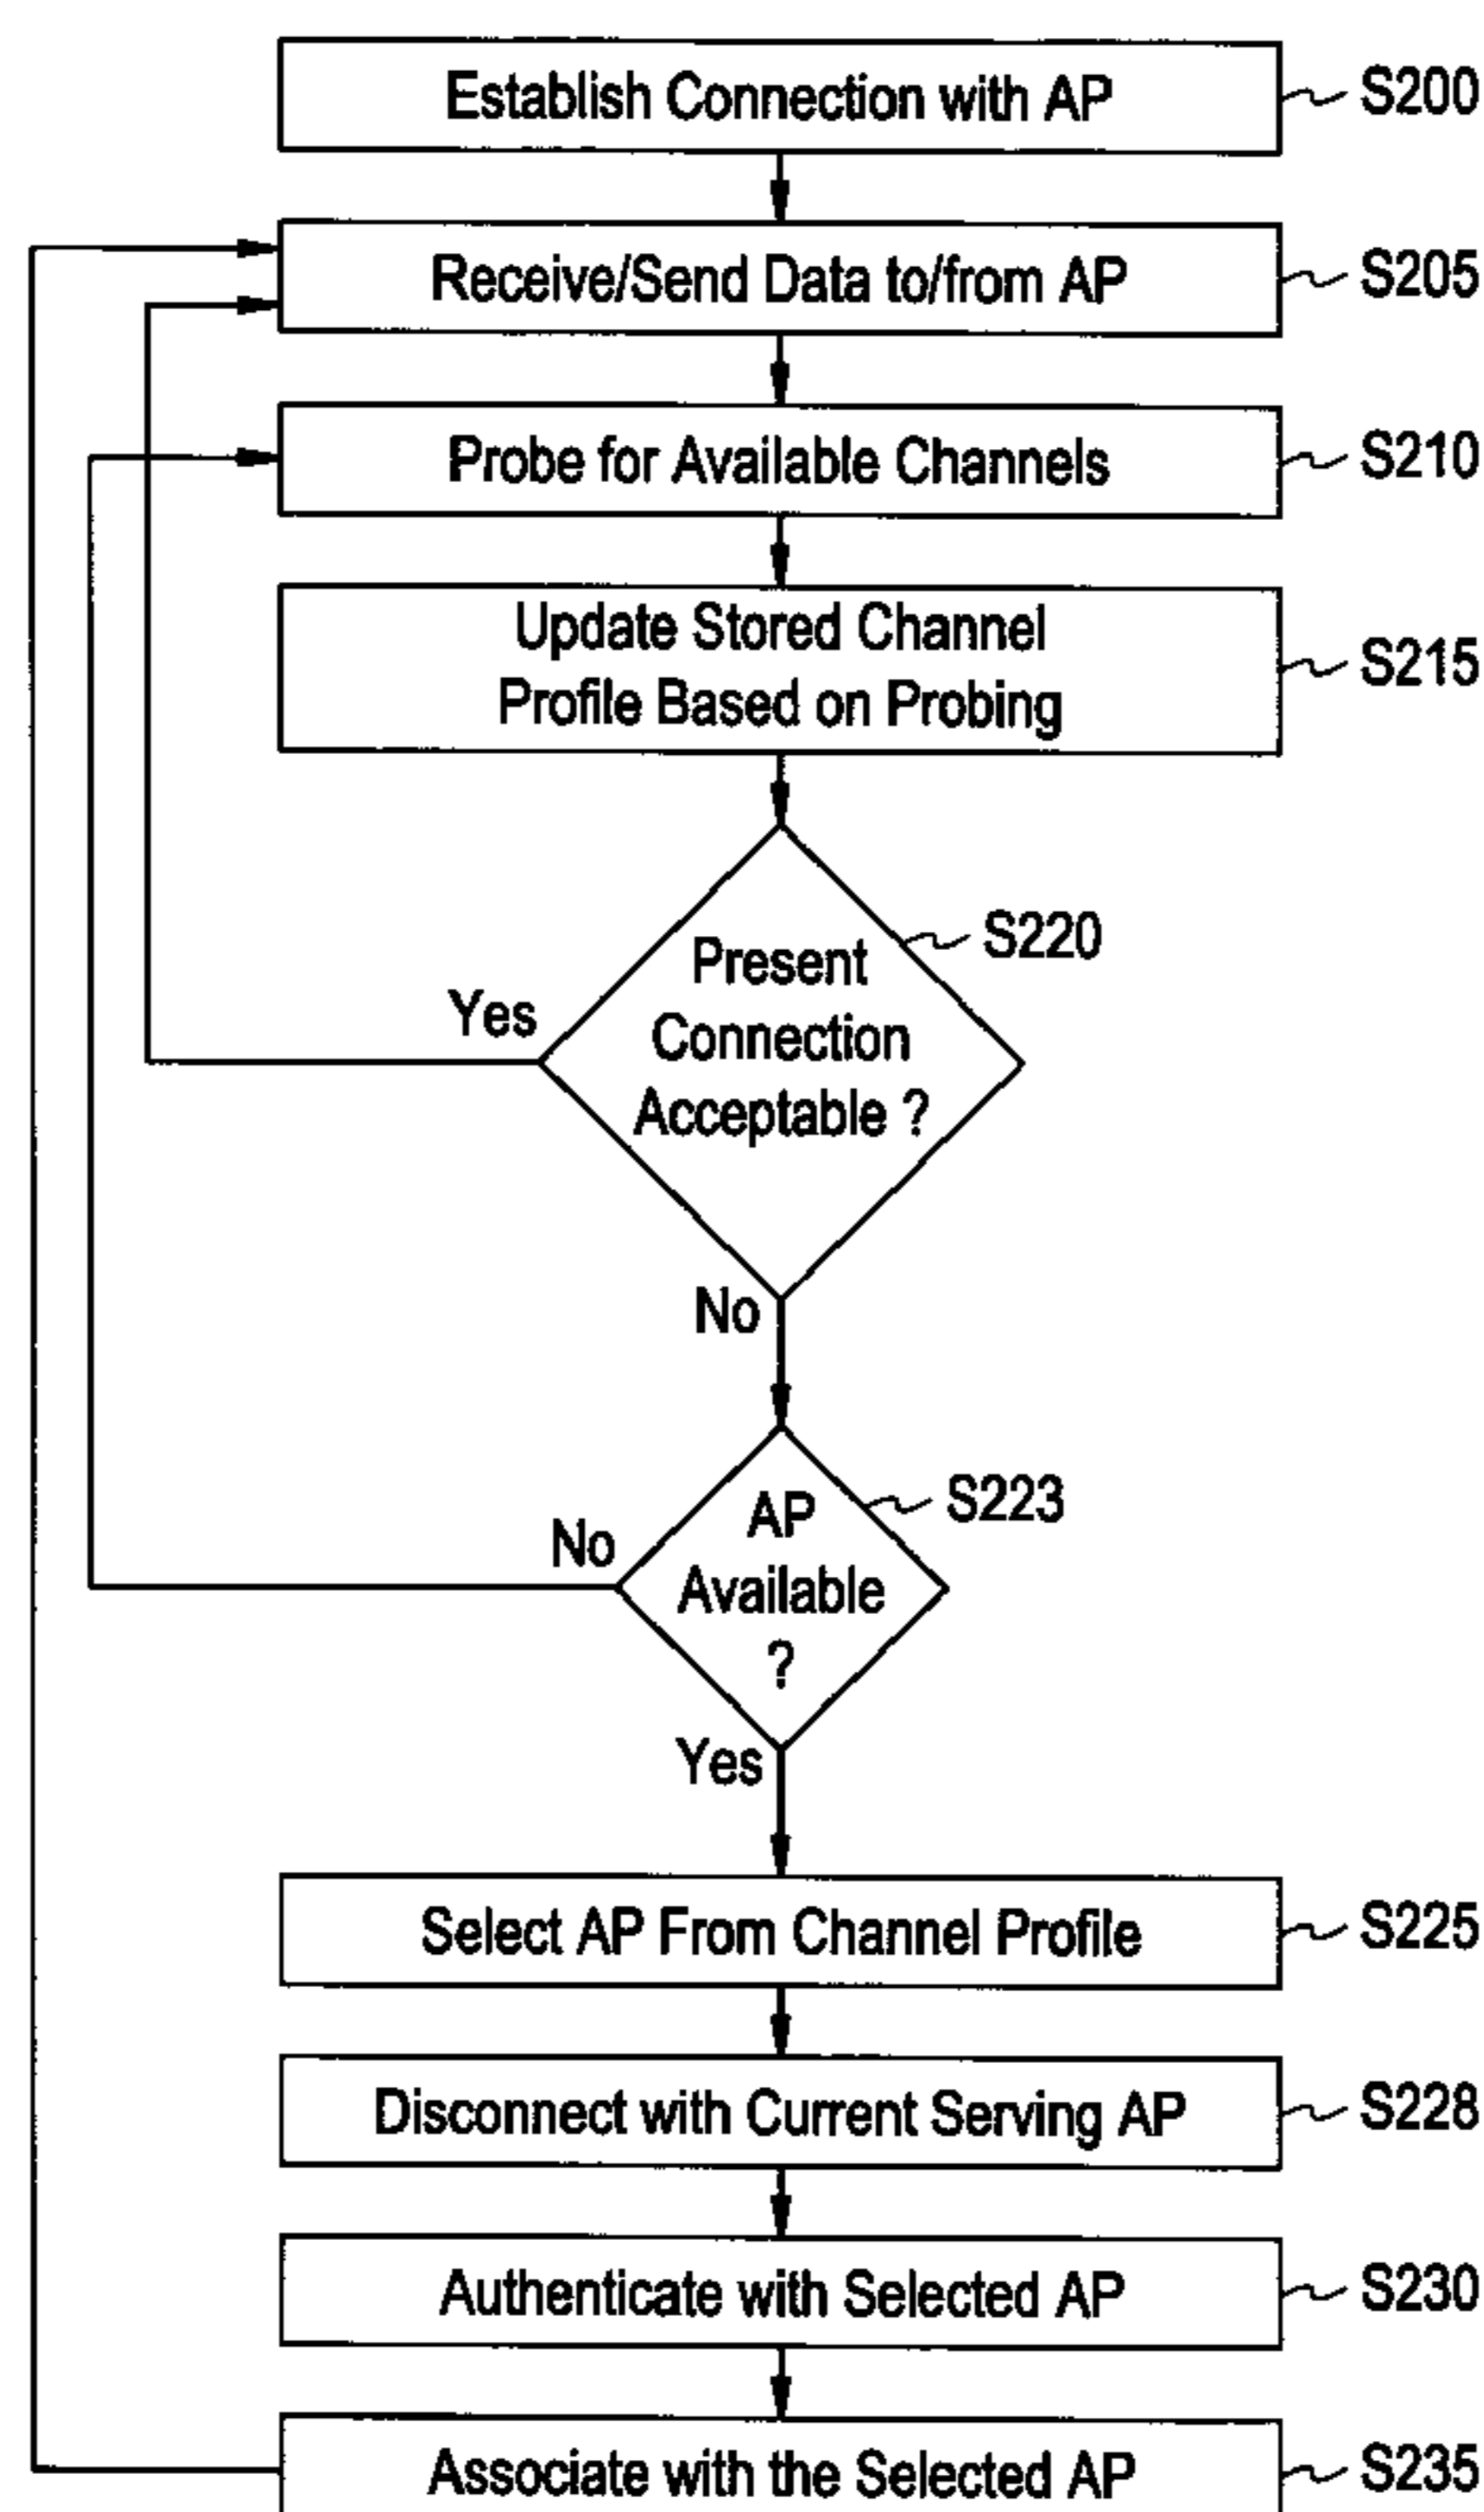 Establish Connection with AP
S200
Receive/Send Data to/from AP
S205
Probe for Available Channels
S210
Update Stored Channel
Profile Based on Probing
S215
S220
Present
Connection
Acceptable ?
Yes
No
S223
AP
Available
?
No
Yes
Select AP From Channel Profile
S225
Disconnect with Current Serving AP
S228
Authenticate with Selected AP
S230
Associate with the Selected AP
S235